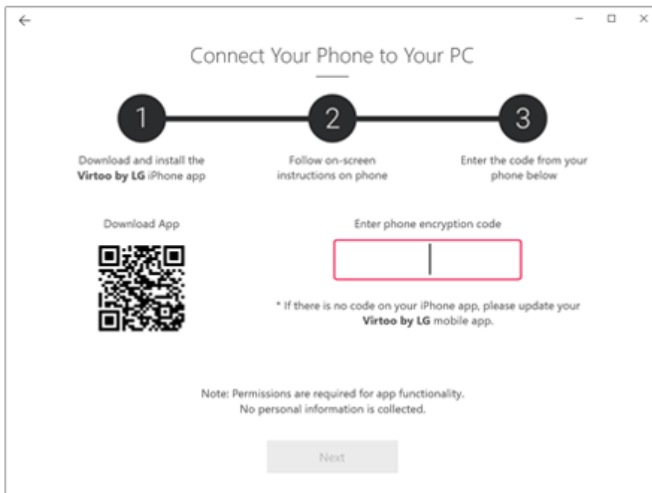 Connect Your Phone to Your PC
1
2
3
Download and install the
Virtoo by LG iPhone app
Follow on-screen
instructions on phone
Enter the code from your
phone below
Download App
Enter phone encryption code
* If there is no code on your iPhone app, please update your
Virtoo by LG mobile app.
Note: Permissions are required for app functionality.
No personal information is collected.
Next